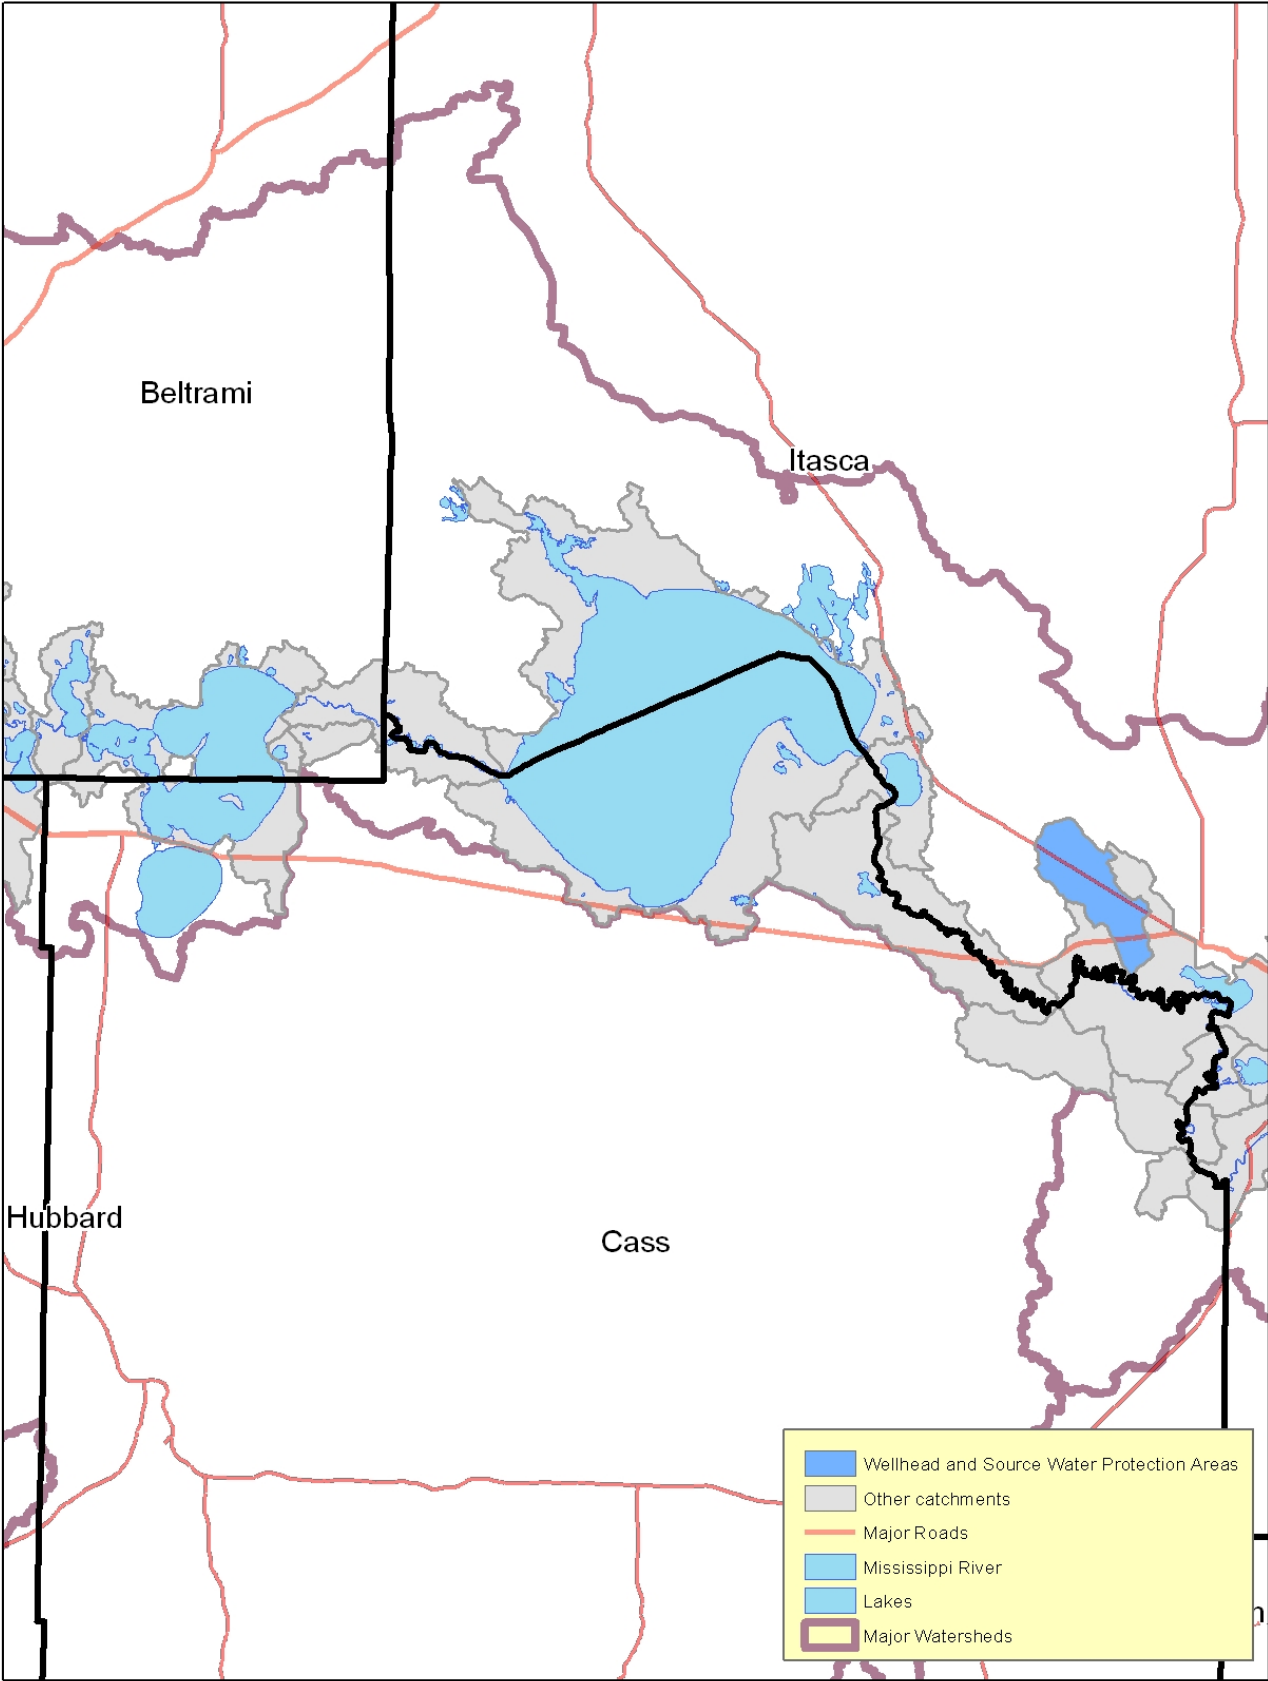 Beltrami
Itasca
Hubbard
Cass
Wellhead and Source Water Protection Areas
Other catchments
Major Roads
Mississippi River
Lakes
Major Watersheds